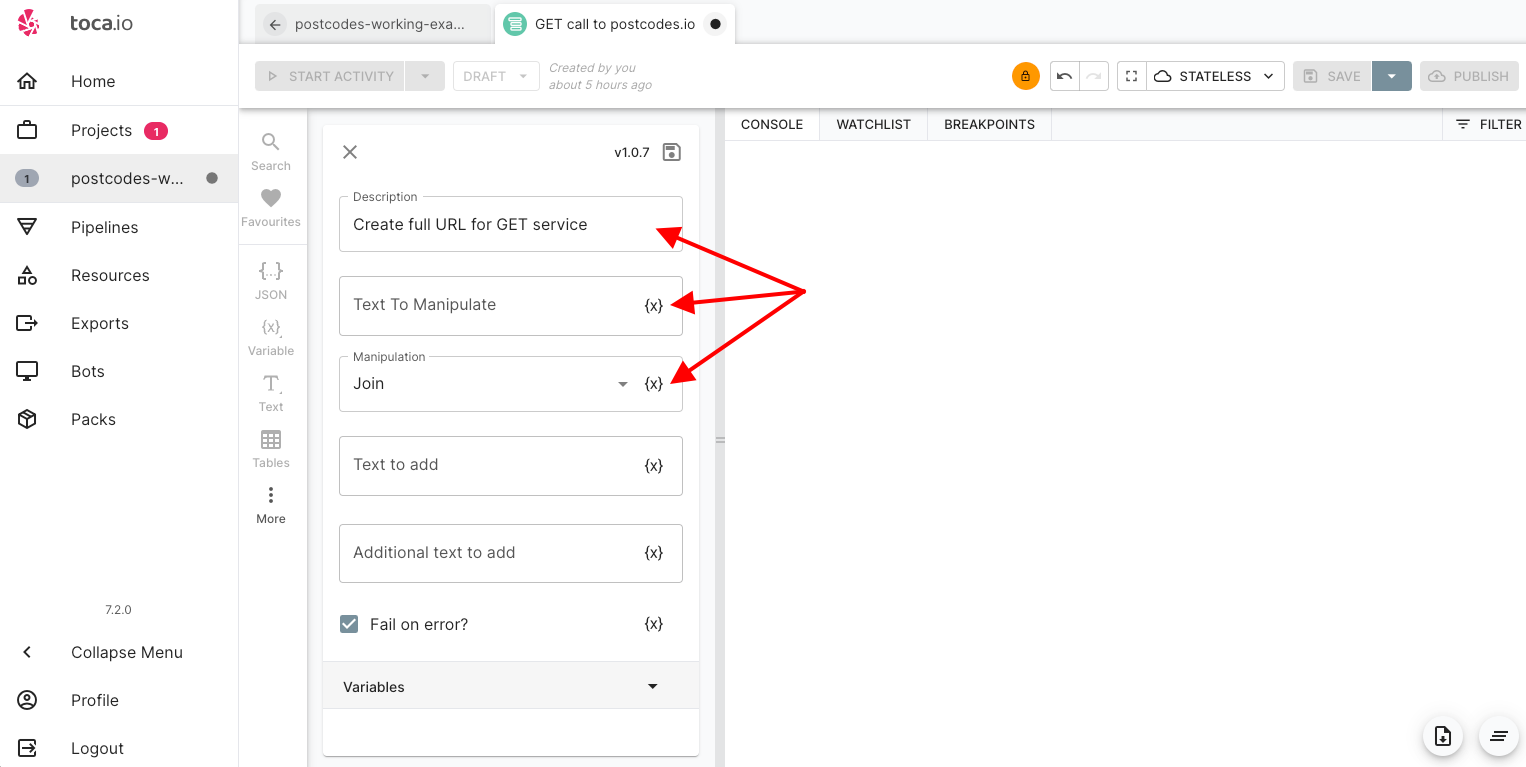 toca.io
Home
Projects 1
1 postcodes-w...
Pipelines
Resources
Exports
Bots
Packs
7.2.0
Collapse Menu
Profile
Logout
postcodes-working-exa...
GET call to postcodes.io
START ACTIVITY
DRAFT
Created by you
about 5 hours ago
STATELESS
SAVE
PUBLISH
Search
Favourites
{...}
JSON
{x}
Variable
T
Text
Tables
More
v1.0.7
Description
Create full URL for GET service
Text To Manipulate {x}
Manipulation
Join {x}
Text to add {x}
Additional text to add {x}
Fail on error? {x}
Variables
CONSOLE
WATCHLIST
BREAKPOINTS
FILTER